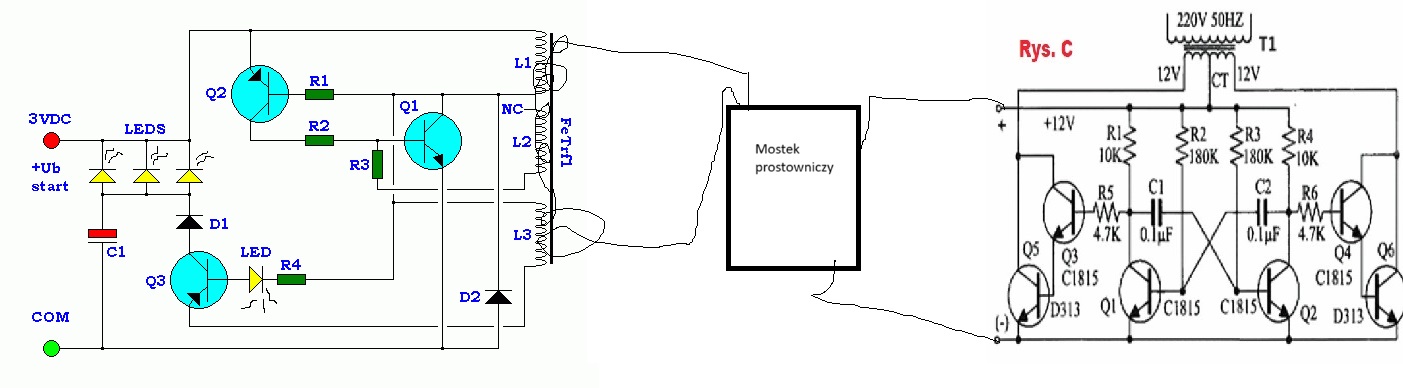 3VDC
+Ub
start
COM
LEDS
C1
D1
Q3
LED
R4
Q2
R1
R2
R3
Q1
NC
L1
L2
L3
D2
FeTrf1
Mostek
prostowniczy
Rys. C
220V 50HZ
T1
12V
CT
12V
+
+12V
R1
10K
R2
180K
R3
180K
R4
10K
R5
4.7K
C1
0.1µF
C2
0.1µF
R6
4.7K
Q5
Q3
C1815
D313
Q1
C1815
C1815
Q2
Q4
C1815
Q6
D313
(-)